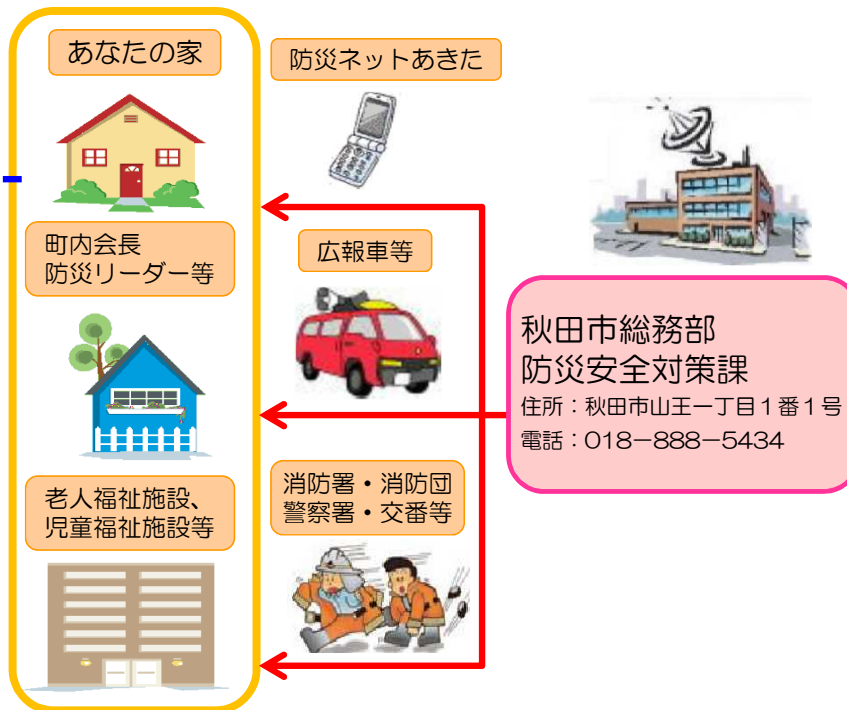 あなたの家
町内会長
防災リーダー等
老人福祉施設、
児童福祉施設等
防災ネットあきた
広報車等
消防署・消防団
警察署・交番等
秋田市総務部
防災安全対策課
住所：秋田市山王一丁目１番１号
電話：018－888－5434